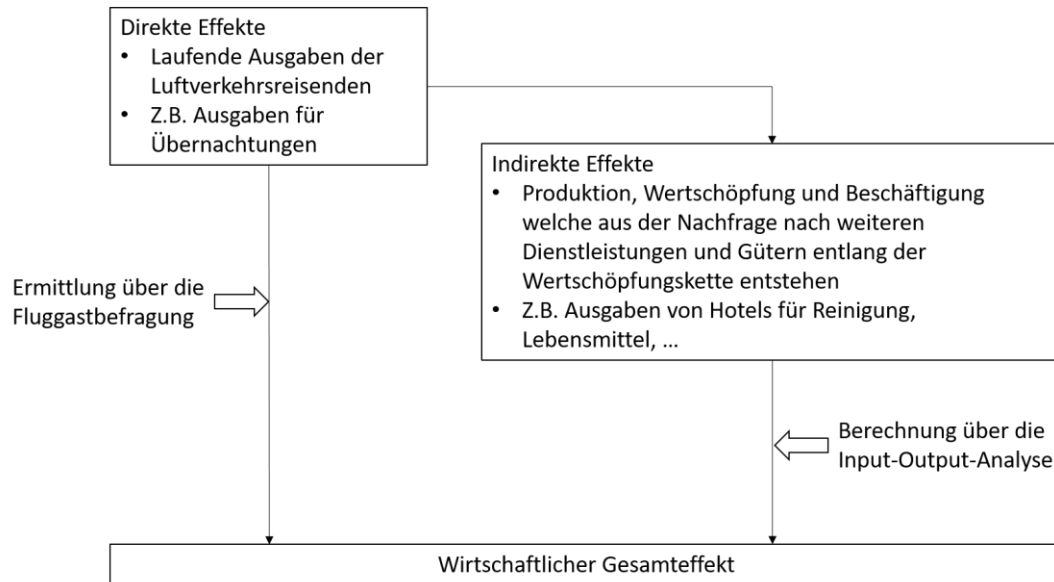 Direkte Effekte
• Laufende Ausgaben der
Luftverkehrsreisenden
• Z.B. Ausgaben für
Übernachtungen
Indirekte Effekte
• Produktion, Wertschöpfung und Beschäftigung
welche aus der Nachfrage nach weiteren
Dienstleistungen und Gütern entlang der
Wertschöpfungskette entstehen
• Z.B. Ausgaben von Hotels für Reinigung,
Lebensmittel, ...
Ermittlung über die
Fluggastbefragung
Berechnung über die
Input-Output-Analyse
Wirtschaftlicher Gesamteffekt